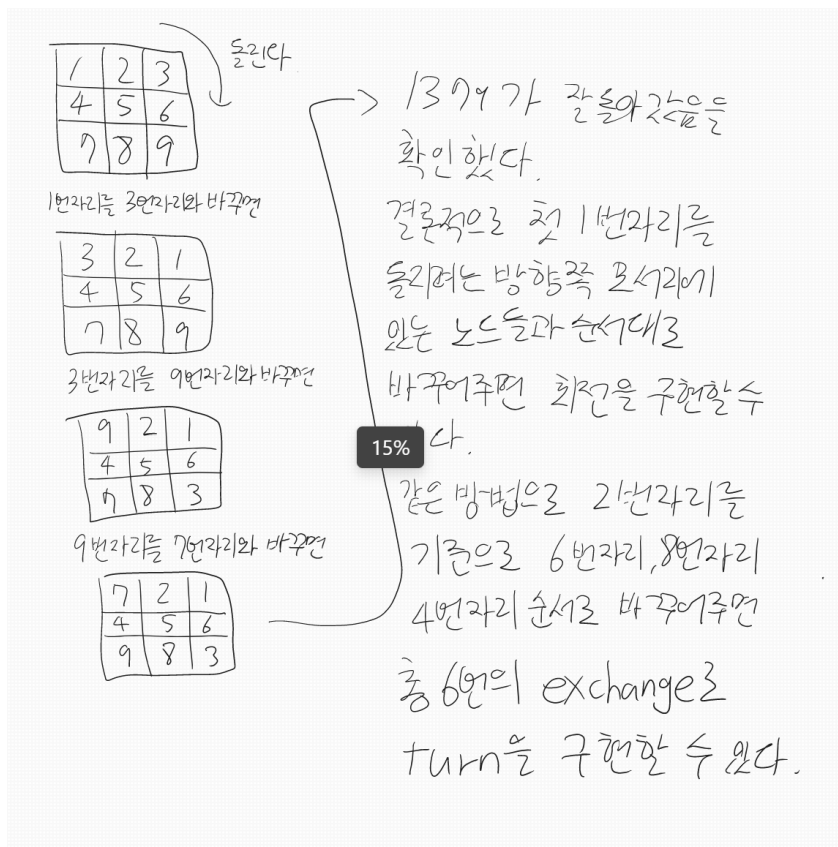 돌린다
1 2 3
4 5 6
7 8 9
1번자리를 3번자리와 바꾸면
3 2 1
4 5 6
7 8 9
3번자리를 9번자리와 바꾸면
9 2 1
4 5 6
7 8 3
9번자리를 7번자리와 바꾸면
7 2 1
4 5 6
9 8 3
1379가 잘 돌아갔음을
확인했다.
결론적으로 첫 1번자리를
돌리려는 방향쪽 모서리에
있는 노드들과 순서대로
바꾸어주면 회전을 구현할 수
다.
15%
같은 방법으로 2번자리를
기준으로 6번자리, 8번자리
4번자리 순서로 바꾸어주면
총 6번의 exchange로
turn을 구현할 수 있다.